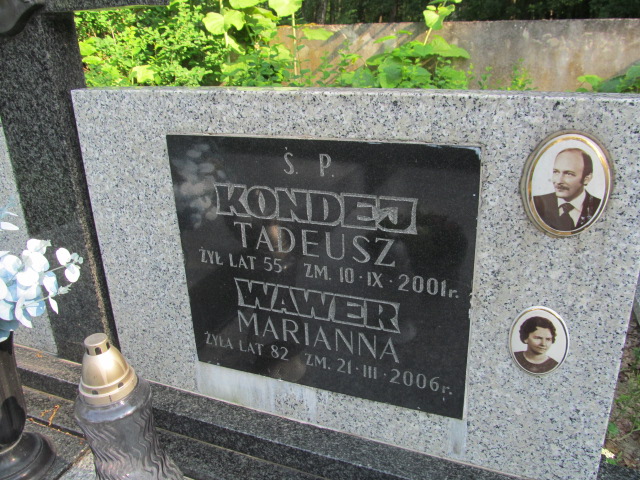 Ś. P.
KONDEJ
TADEUSZ
ŻYŁ LAT 55. ZM. 10·IX·2001r.
WAWER
MARIANNA
ŻYŁA LAT 82 ZM. 21·III·2006r.